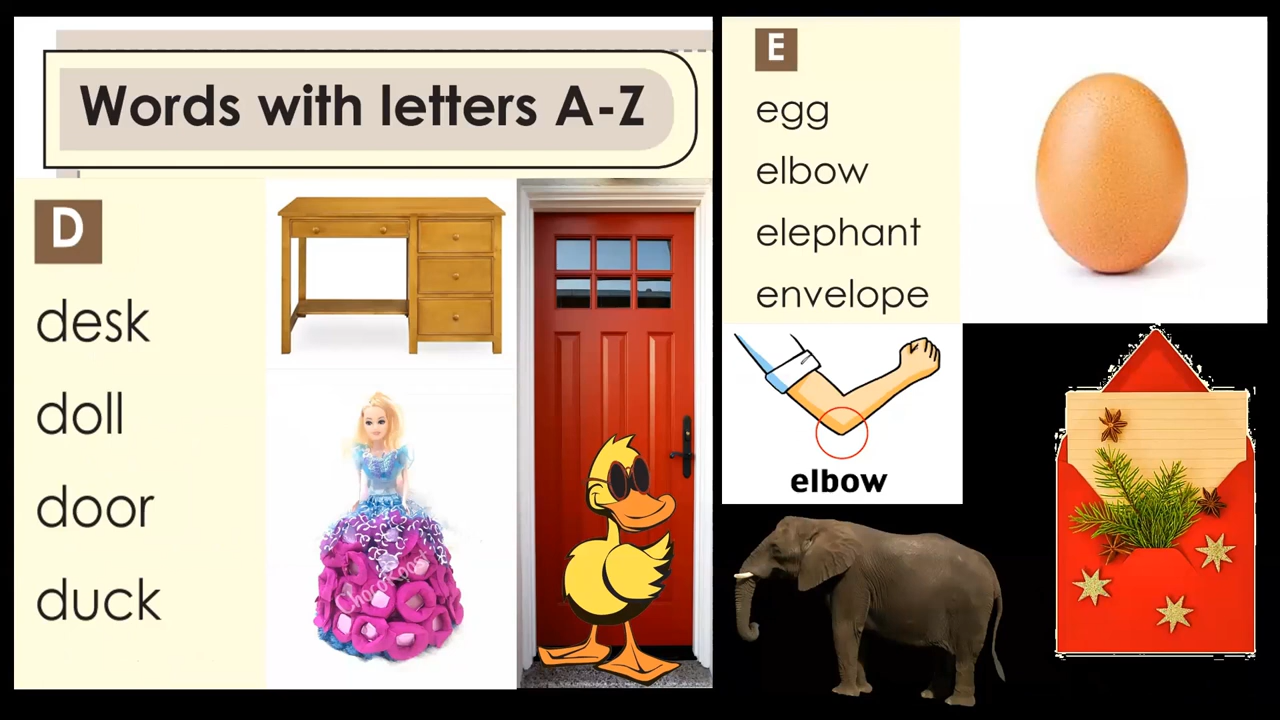 Words with letters A-Z
D
desk
doll
door
duck
E
egg
elbow
elephant
envelope
elbow